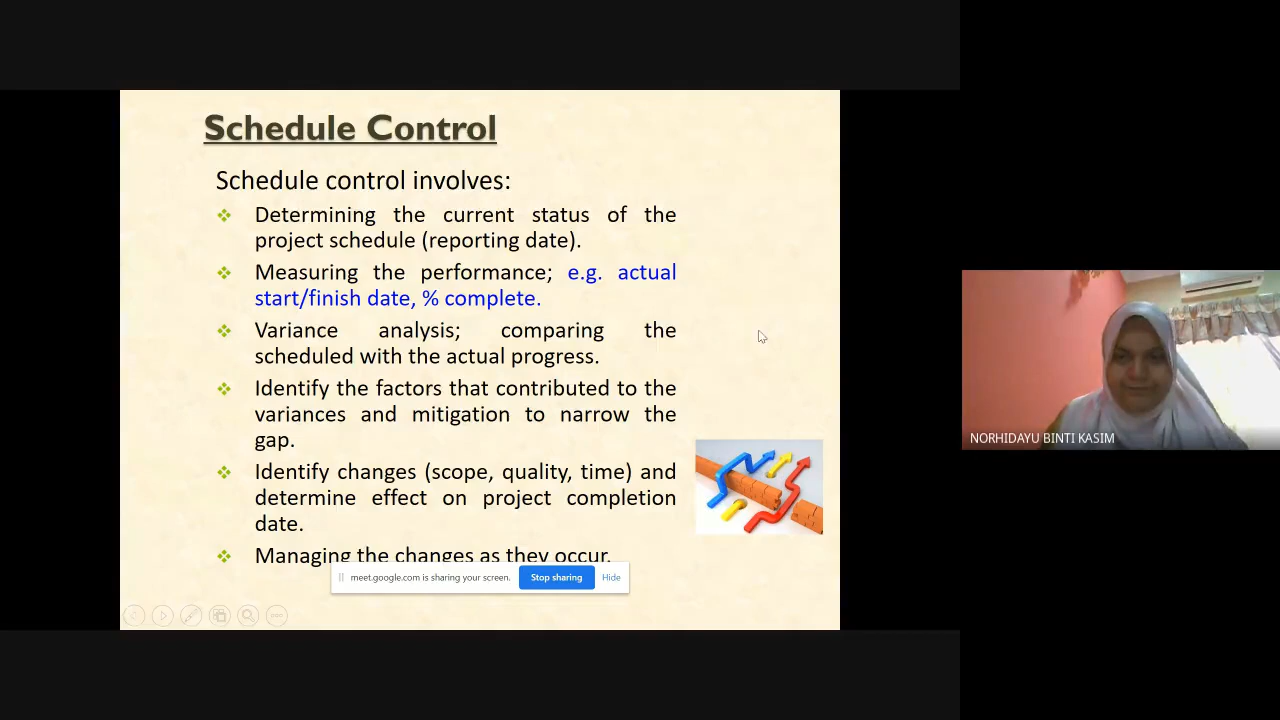 Schedule Control
Schedule control involves:
Determining the current status of the
project schedule (reporting date).
Measuring the performance; e.g. actual
start/finish date, % complete.
Variance analysis; comparing the
scheduled with the actual progress.
Identify the factors that contributed to the
variances and mitigation to narrow the
gap.
Identify changes (scope, quality, time) and
determine effect on project completion
date.
Managing the changes as they occur.
meet.google.com is sharing your screen. Stop sharing Hide
NORHIDAYU BINTI KASIM